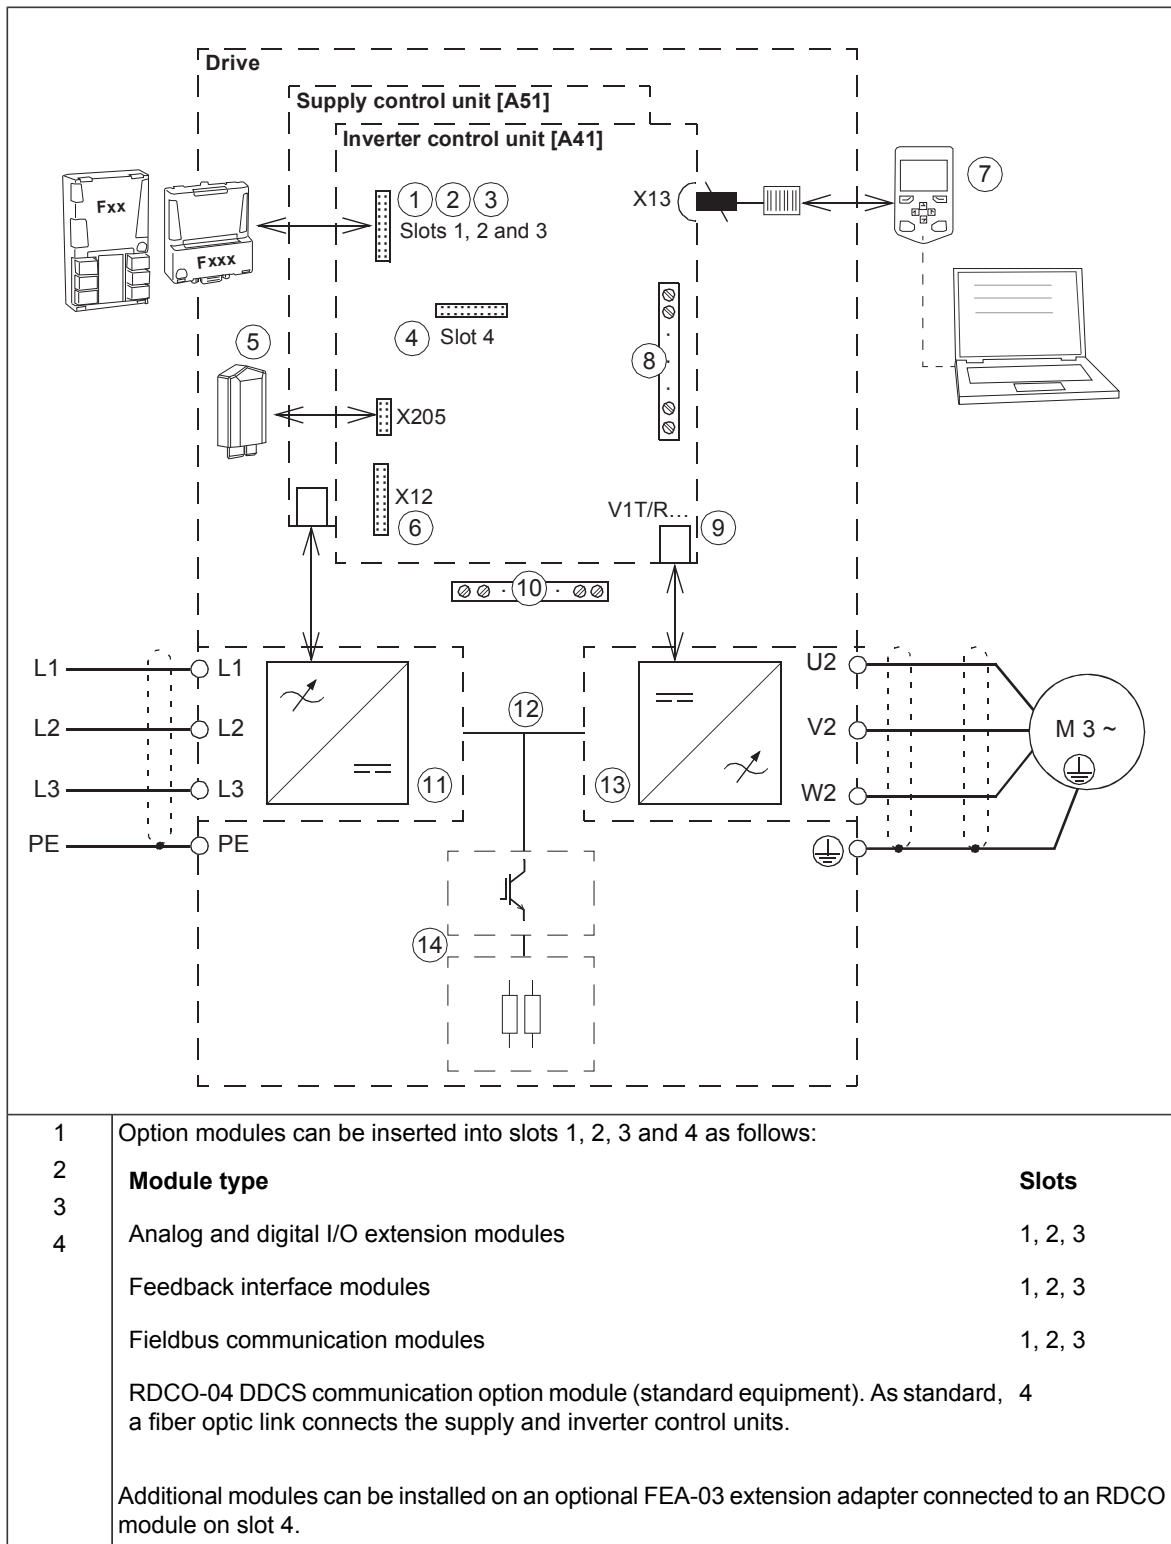 Drive
Supply control unit [A51]
Inverter control unit [A41]
Fxx
Fxxx
1 2 3
Slots 1, 2 and 3
X13
7
4 Slot 4
5
8
X205
X12
6
V1T/R…
9
10
L1 L1
L2 L2
L3 L3
PE PE
11
12
13
U2
V2
W2
M 3 ~
14
1
2
3
4
Option modules can be inserted into slots 1, 2, 3 and 4 as follows:
Module type Slots
Analog and digital I/O extension modules 1, 2, 3
Feedback interface modules 1, 2, 3
Fieldbus communication modules 1, 2, 3
RDCO-04 DDCS communication option module (standard equipment). As standard, 4
a fiber optic link connects the supply and inverter control units.
Additional modules can be installed on an optional FEA-03 extension adapter connected to an RDCO
module on slot 4.